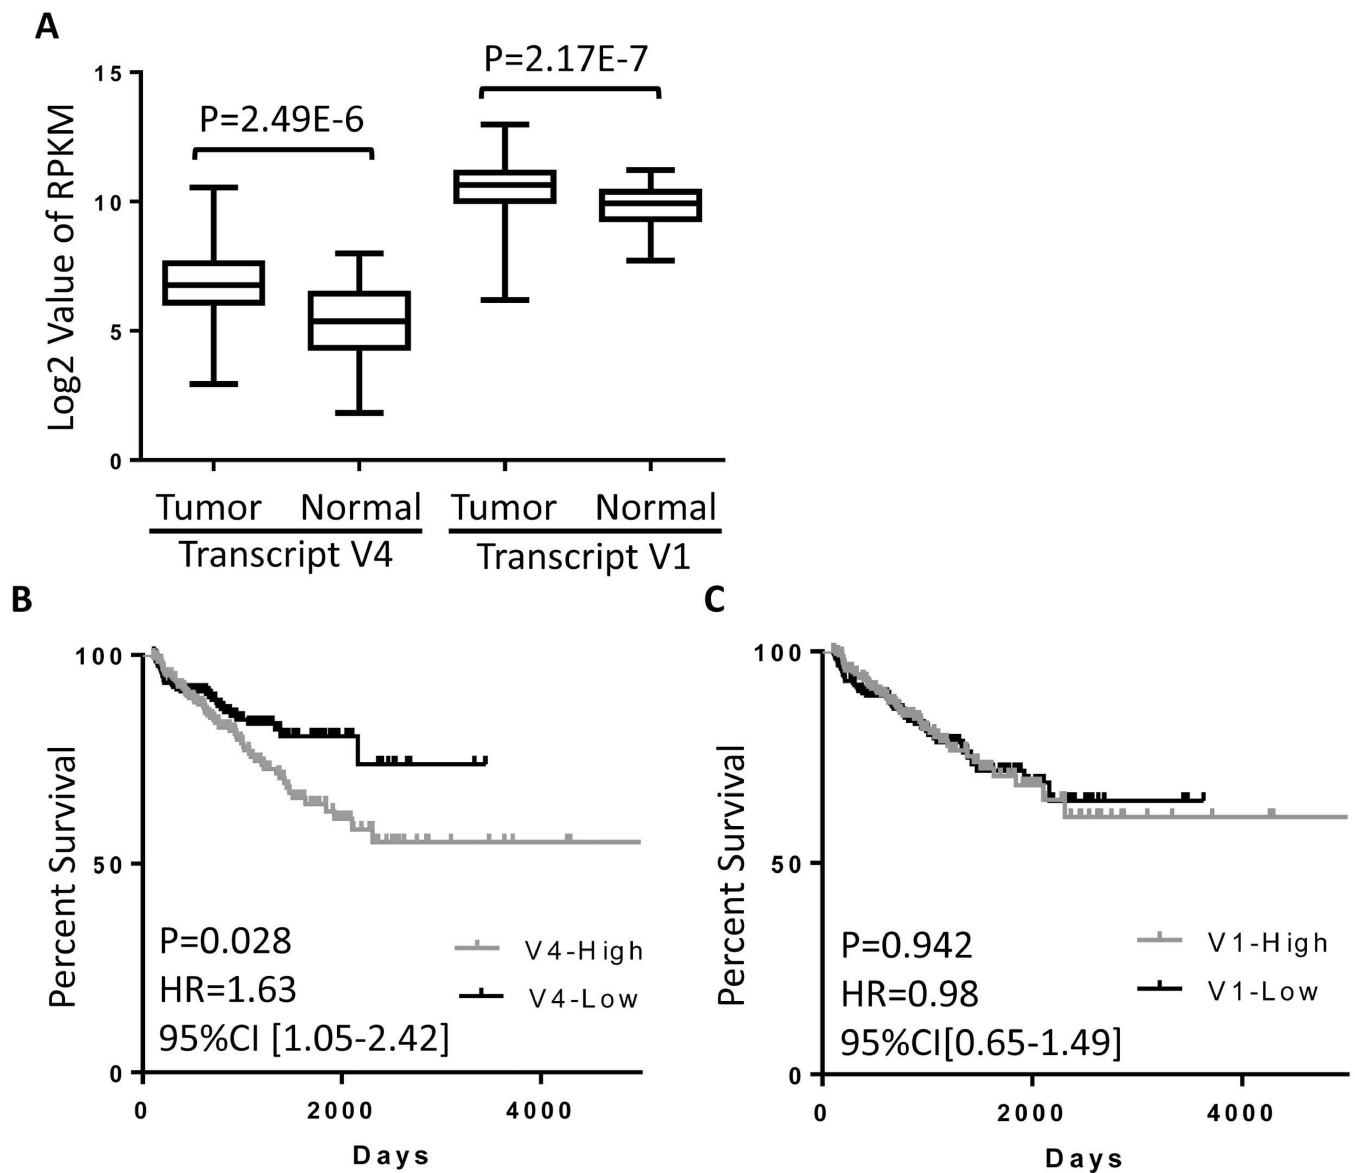 A
P=2.17E-7
P=2.49E-6
Log2 Value of RPKM
15
10
5
0
Tumor Normal Tumor Normal
Transcript V4 Transcript V1
B
Percent Survival
100
50
0
P=0.028
HR=1.63
95%CI [1.05-2.42]
V4-High
V4-Low
0 2000 4000
Days
C
Percent Survival
100
50
0
P=0.942
HR=0.98
95%CI[0.65-1.49]
V1-High
V1-Low
0 2000 4000
Days